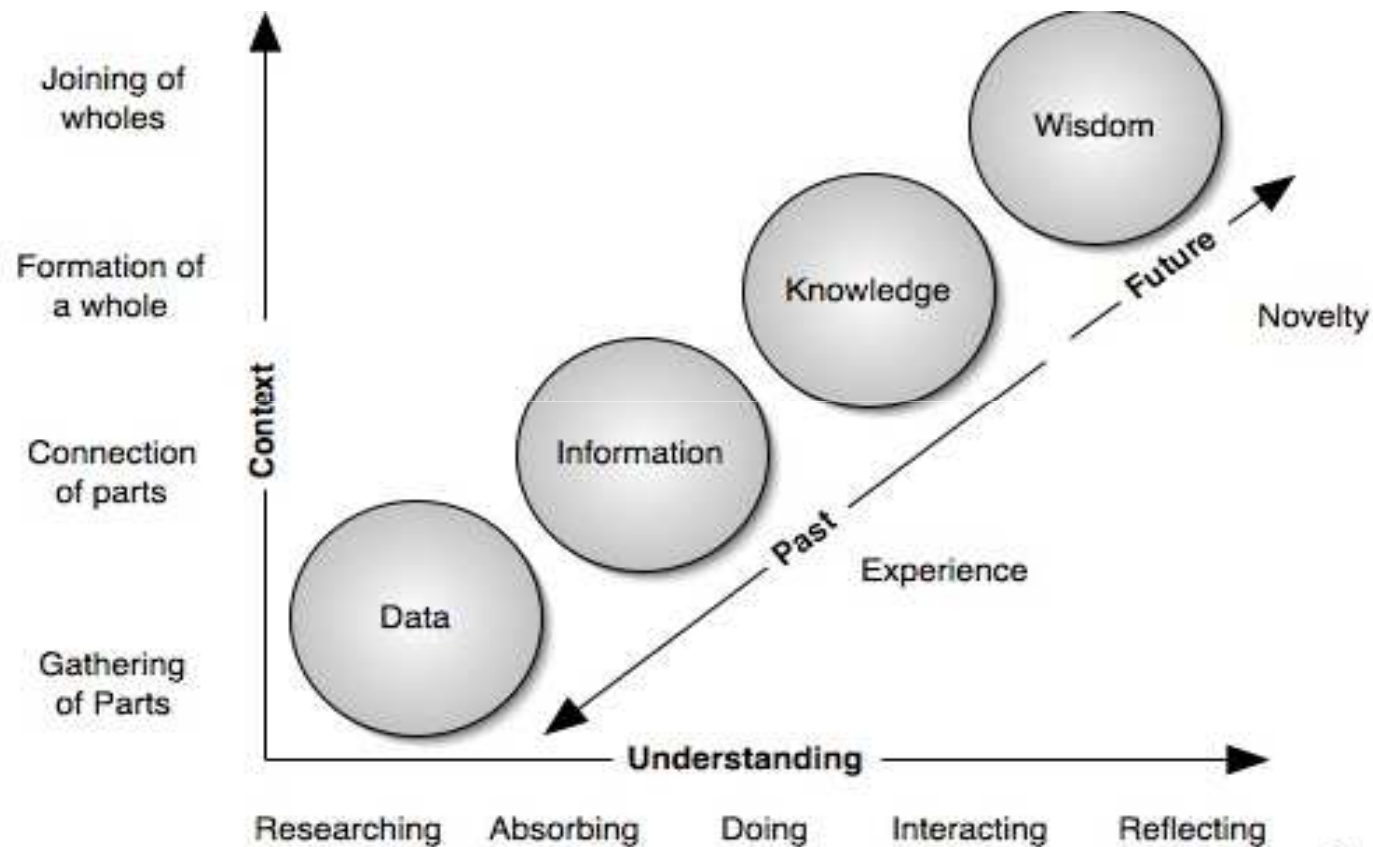 Joining of
wholes
Wisdom
Formation of
a whole
Knowledge
Future
Novelty
Context
Connection
of parts
Information
Past
Experience
Data
Gathering
of Parts
Understanding
Researching Absorbing Doing Interacting Reflecting